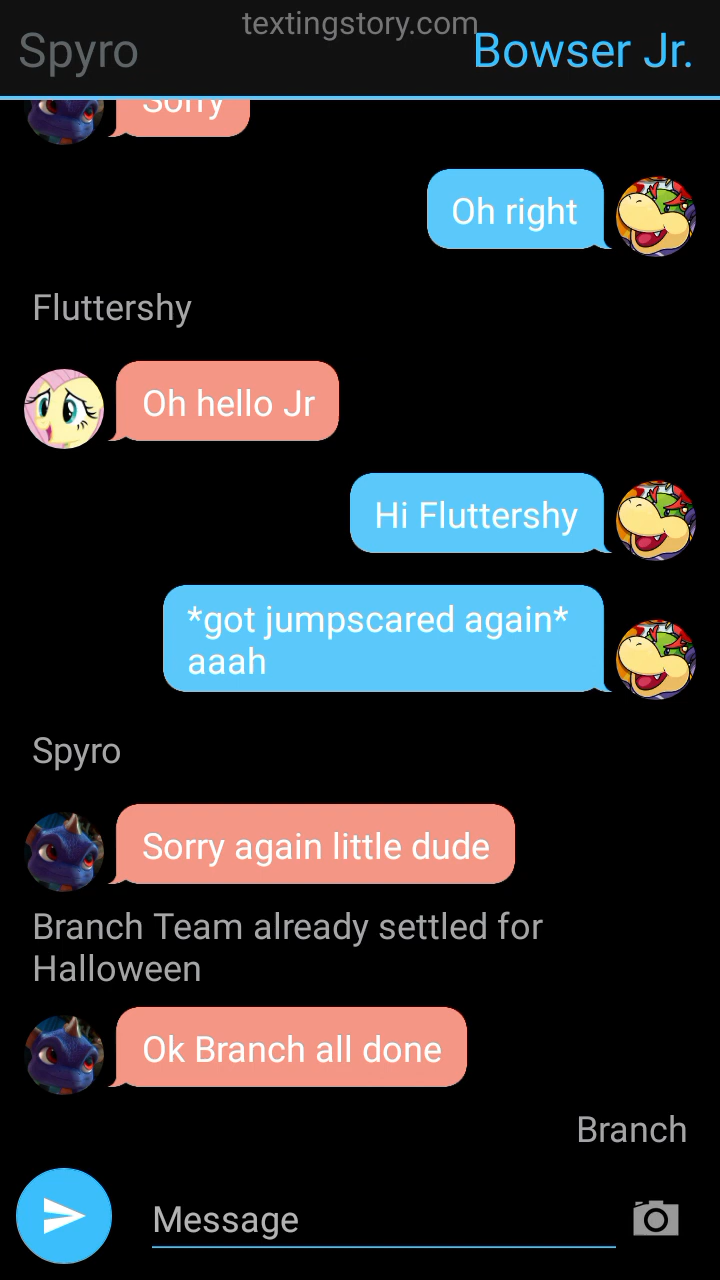 textingstory.com
Spyro
Bowser Jr.
Sorry
Oh right
Fluttershy
Oh hello Jr
Hi Fluttershy
*got jumpscared again*
aaah
Spyro
Sorry again little dude
Branch Team already settled for
Halloween
Ok Branch all done
Branch
Message